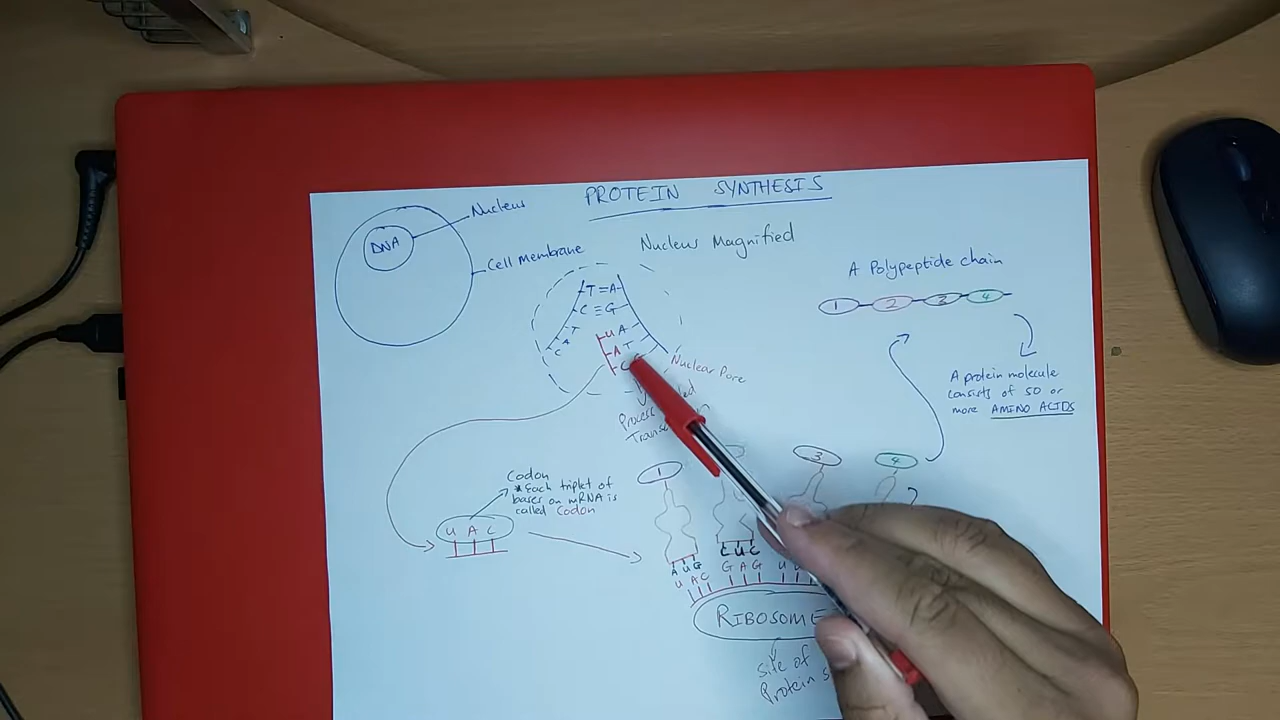 PROTEIN SYNTHESIS
Nucleus
DNA
Cell Membrane
Nucleus Magnified
T = A
C ≡ G
T
A
C
U A
A T
C
Nuclear Pore
Process
A Polypeptide chain
1 2 3 4
A protein molecule
consists of 50 or
more AMINO ACIDS
Codon
*Each triplet of
bases on mRNA is
called Codon
U A C
1
3
4
A U G
C U C
U A C
G A G
U
RIBOSOME
Site of
Protein